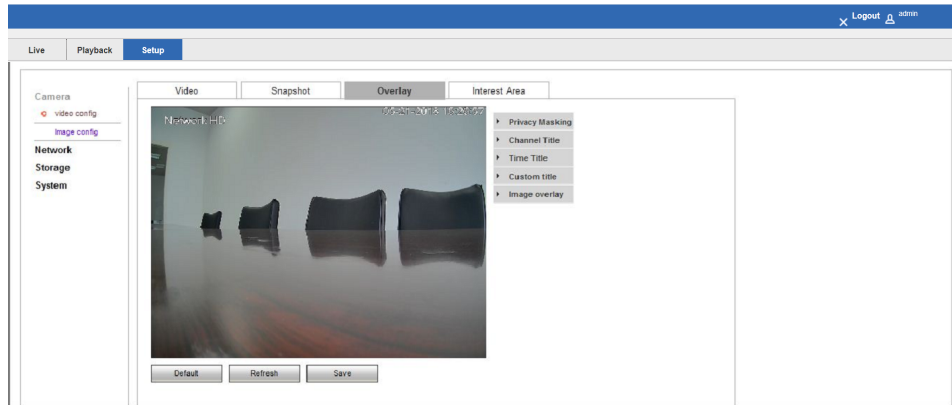 Logout admin
Live Playback Setup
Video Snapshot Overlay Interest Area
Camera
video config
Image config
Network
Storage
System
Network HD
Privacy Masking
Channel Title
Time Title
Custom title
Image overlay
Default Refresh Save